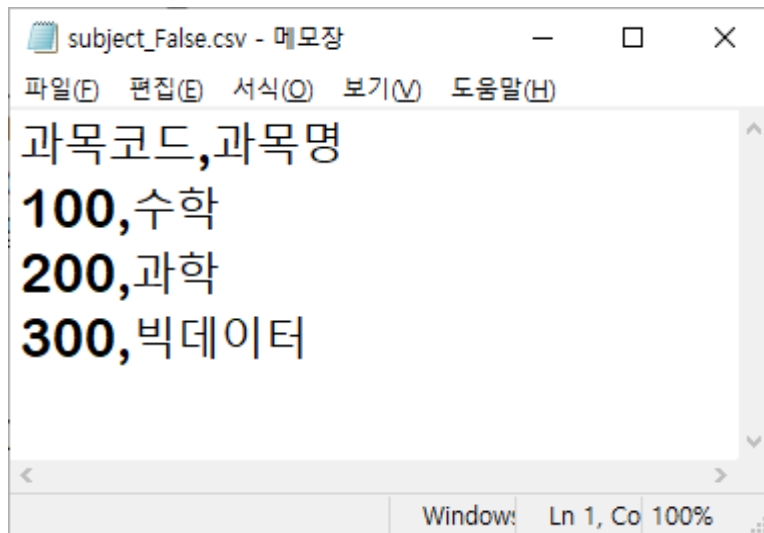 subject_False.csv - 메모장
파일(F) 편집(E) 서식(O) 보기(V) 도움말(H)
과목코드,과목명
100,수학
200,과학
300,빅데이터
Ln 1, Co 100%